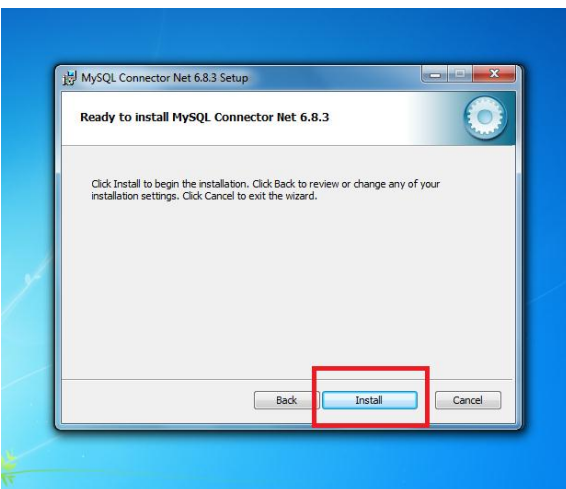 MySQL Connector Net 6.8.3 Setup
Ready to install MySQL Connector Net 6.8.3
Click Install to begin the installation. Click Back to review or change any of your
installation settings. Click Cancel to exit the wizard.
Back Install Cancel